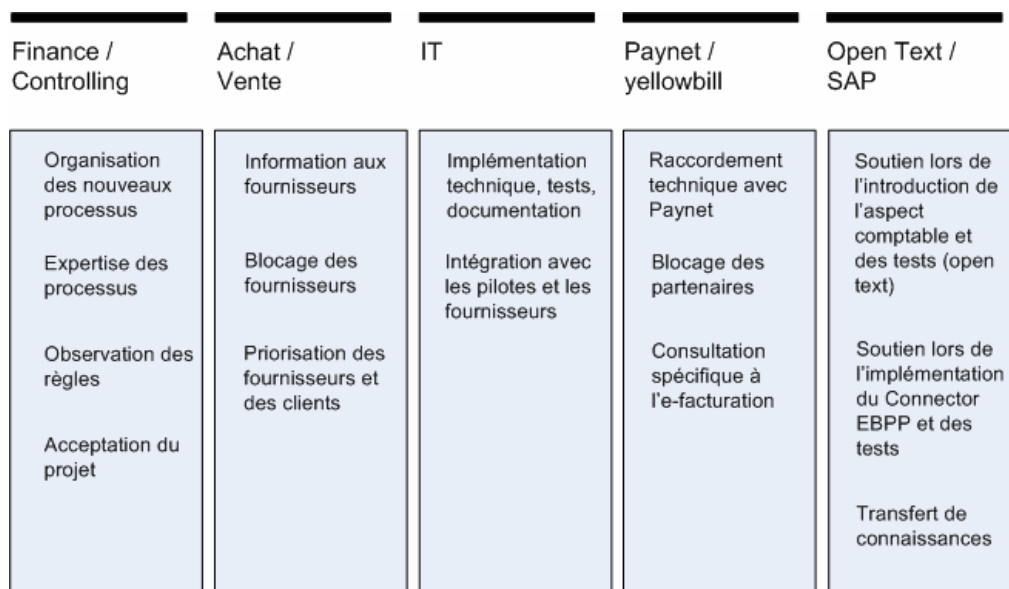 Finance /
Controlling
Achat /
Vente
IT
Paynet /
yellowbill
Open Text /
SAP
Organisation
des nouveaux
processus
Expertise des
processus
Observation des
règles
Acceptation du
projet
Information aux
fournisseurs
Blocage des
fournisseurs
Priorisation des
fournisseurs et
des clients
Implémentation
technique, tests,
documentation
Intégration avec
les pilotes et les
fournisseurs
Raccordement
technique avec
Paynet
Blocage des
partenaires
Consultation
spécifique à
l'e-facturation
Soutien lors de
l'introduction de
l'aspect
comptable et
des tests (open
text)
Soutien lors de
l'implémentation
du Connector
EBPP et des
tests
Transfert de
connaissances